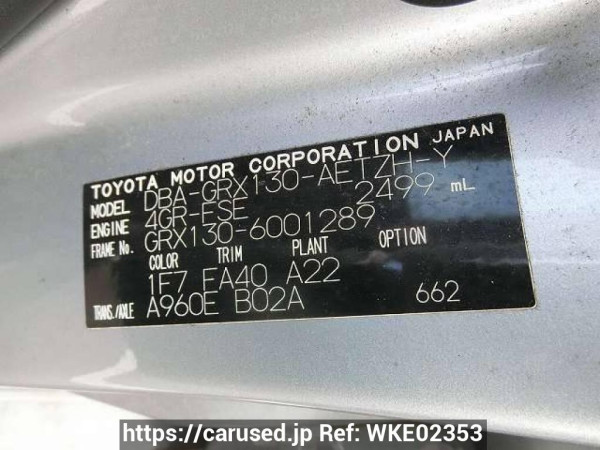 TOYOTA MOTOR CORPORATION JAPAN
MODEL DBA-GRX130-AETZH-Y
ENGINE 4GR-FSE 2499 mL
FRAME No. GRX130-6001289
COLOR TRIM PLANT OPTION
1F7 FA40 A22
TRANS./AXLE A960E B02A 662
https://carused.jp Ref: WKE02353